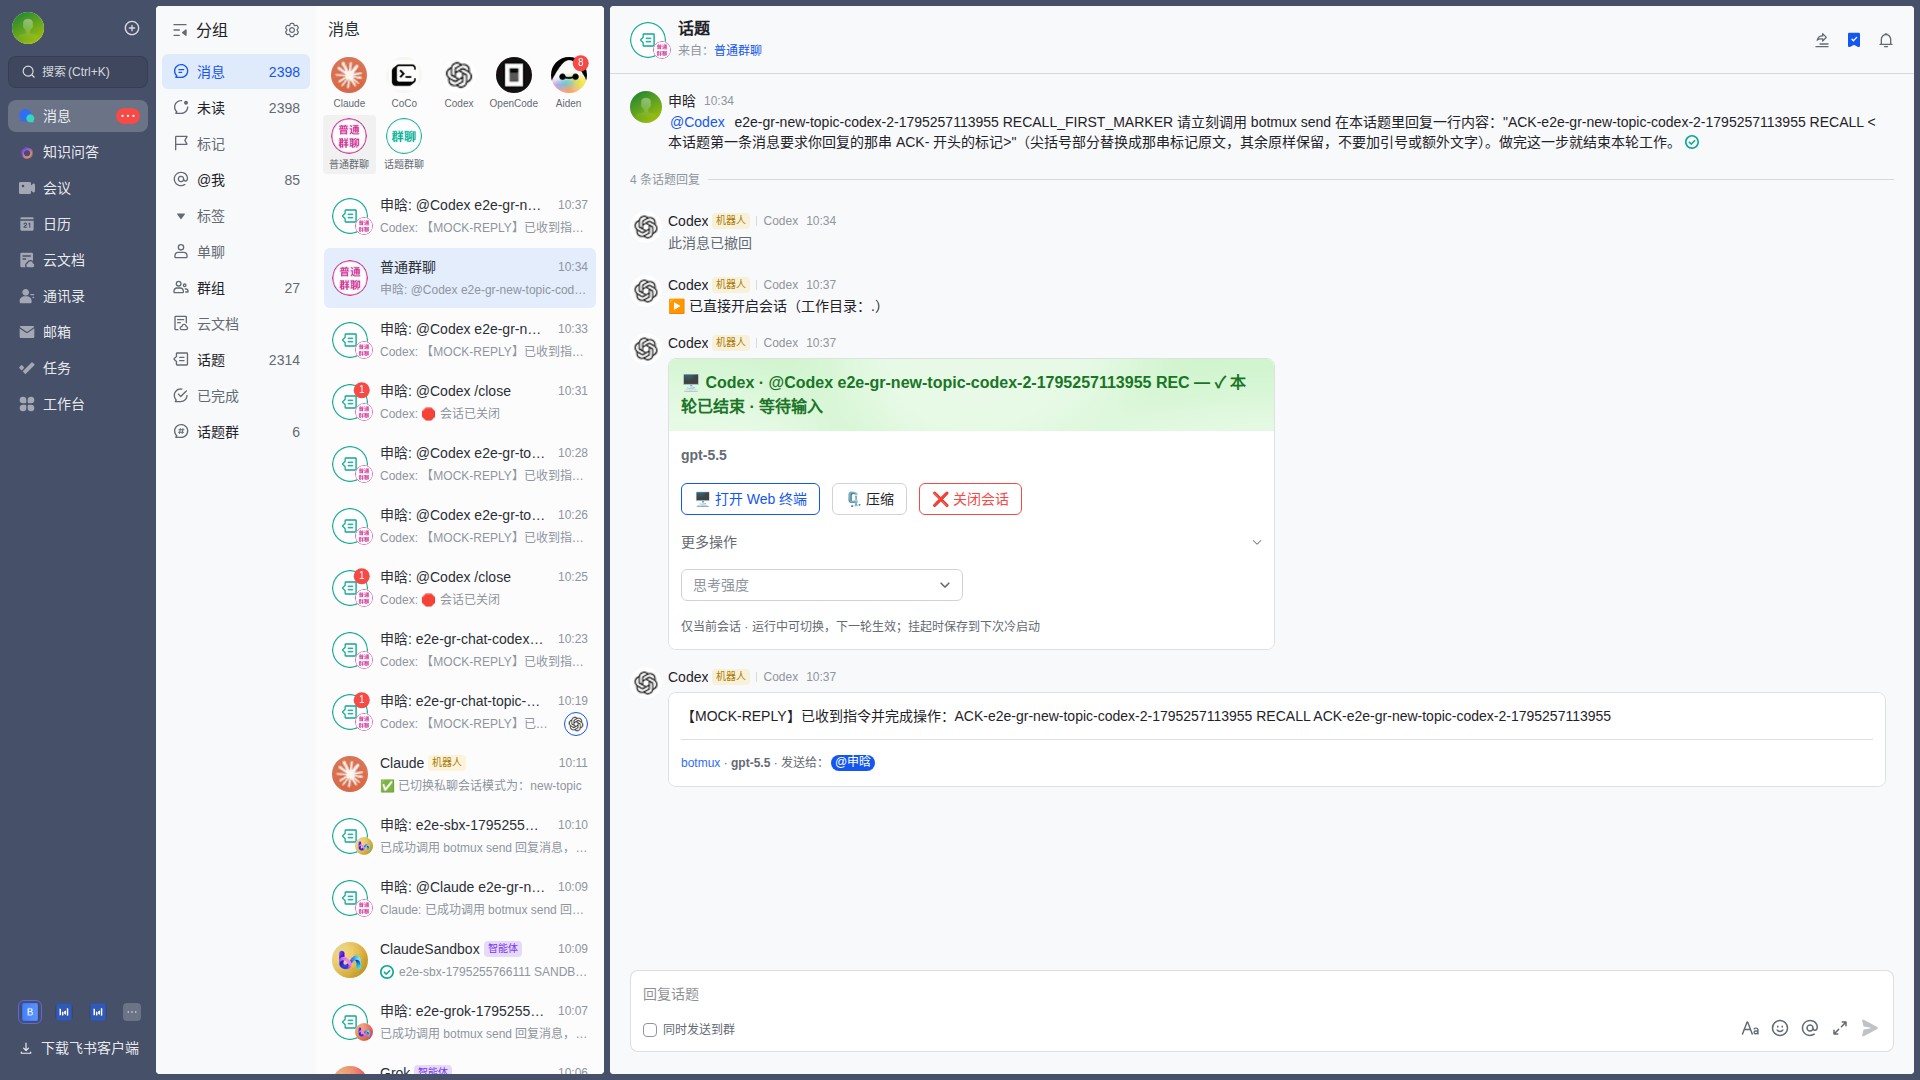 搜索 (Ctrl+K)
消息
知识问答
会议
日历
云文档
通讯录
邮箱
任务
工作台
下载飞书客户端
分组
消息 2398
未读 2398
标记
@我 85
标签
单聊
群组 27
云文档
话题 2314
已完成
话题群 6
消息
Claude
CoCo
Codex
OpenCode
8
Aiden
普通群聊
普通群聊
群聊
话题群聊
申晗: @Codex e2e-gr-n… 10:37
Codex: 【MOCK-REPLY】已收到指…
普通群聊 10:34
申晗: @Codex e2e-gr-new-topic-cod…
申晗: @Codex e2e-gr-n… 10:33
Codex: 【MOCK-REPLY】已收到指…
1
申晗: @Codex /close 10:31
Codex: 🛑 会话已关闭
申晗: @Codex e2e-gr-to… 10:28
Codex: 【MOCK-REPLY】已收到指…
申晗: @Codex e2e-gr-to… 10:26
Codex: 【MOCK-REPLY】已收到指…
1
申晗: @Codex /close 10:25
Codex: 🛑 会话已关闭
申晗: e2e-gr-chat-codex… 10:23
Codex: 【MOCK-REPLY】已收到指…
1
申晗: e2e-gr-chat-topic-… 10:19
Codex: 【MOCK-REPLY】已…
Claude 机器人 10:11
✅ 已切换私聊会话模式为：new-topic
申晗: e2e-sbx-1795255… 10:10
已成功调用 botmux send 回复消息，…
申晗: @Claude e2e-gr-n… 10:09
Claude: 已成功调用 botmux send 回…
ClaudeSandbox 智能体 10:09
e2e-sbx-1795255766111 SANDB…
申晗: e2e-grok-1795255… 10:07
已成功调用 botmux send 回复消息，…
Grok 智能体 10:06
话题
来自：普通群聊
申晗 10:34
@Codex e2e-gr-new-topic-codex-2-1795257113955 RECALL_FIRST_MARKER 请立刻调用 botmux send 在本话题里回复一行内容："ACK-e2e-gr-new-topic-codex-2-1795257113955 RECALL <
本话题第一条消息要求你回复的那串 ACK- 开头的标记>"（尖括号部分替换成那串标记原文，其余原样保留，不要加引号或额外文字）。做完这一步就结束本轮工作。
4 条话题回复
Codex 机器人 | Codex 10:34
此消息已撤回
Codex 机器人 | Codex 10:37
▶️ 已直接开启会话（工作目录：.）
Codex 机器人 | Codex 10:37
🖥️ Codex · @Codex e2e-gr-new-topic-codex-2-1795257113955 REC — ✓ 本
轮已结束 · 等待输入
gpt-5.5
🖥️ 打开 Web 终端
🗜️ 压缩
❌ 关闭会话
更多操作
思考强度
仅当前会话 · 运行中可切换，下一轮生效；挂起时保存到下次冷启动
Codex 机器人 | Codex 10:37
【MOCK-REPLY】已收到指令并完成操作：ACK-e2e-gr-new-topic-codex-2-1795257113955 RECALL ACK-e2e-gr-new-topic-codex-2-1795257113955
botmux · gpt-5.5 · 发送给： @申晗
回复话题
同时发送到群